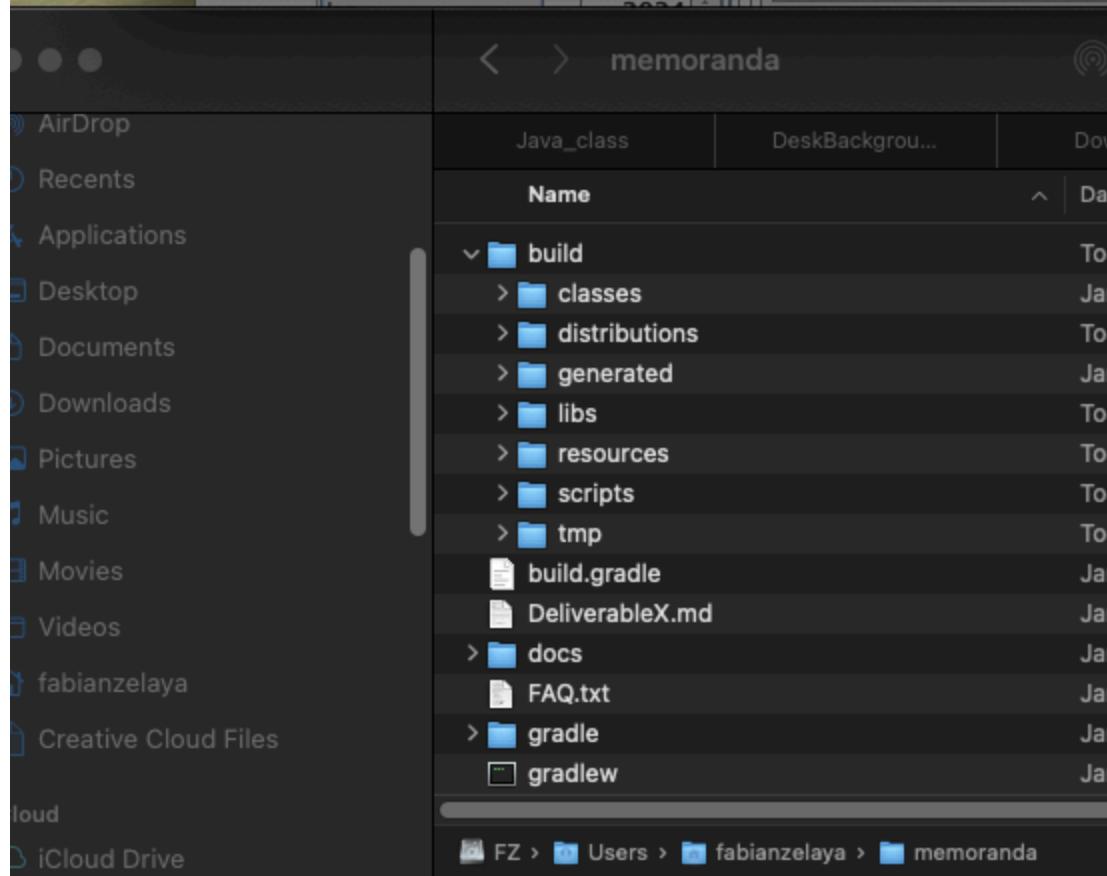 memoranda
AirDrop
Recents
Applications
Desktop
Documents
Downloads
Pictures
Music
Movies
Videos
fabianzelaya
Creative Cloud Files
iCloud Drive
Java_class
DeskBackgrou...
Name
build
classes
distributions
generated
libs
resources
scripts
tmp
build.gradle
DeliverableX.md
docs
FAQ.txt
gradle
gradlew
FZ > Users > fabianzelaya > memoranda